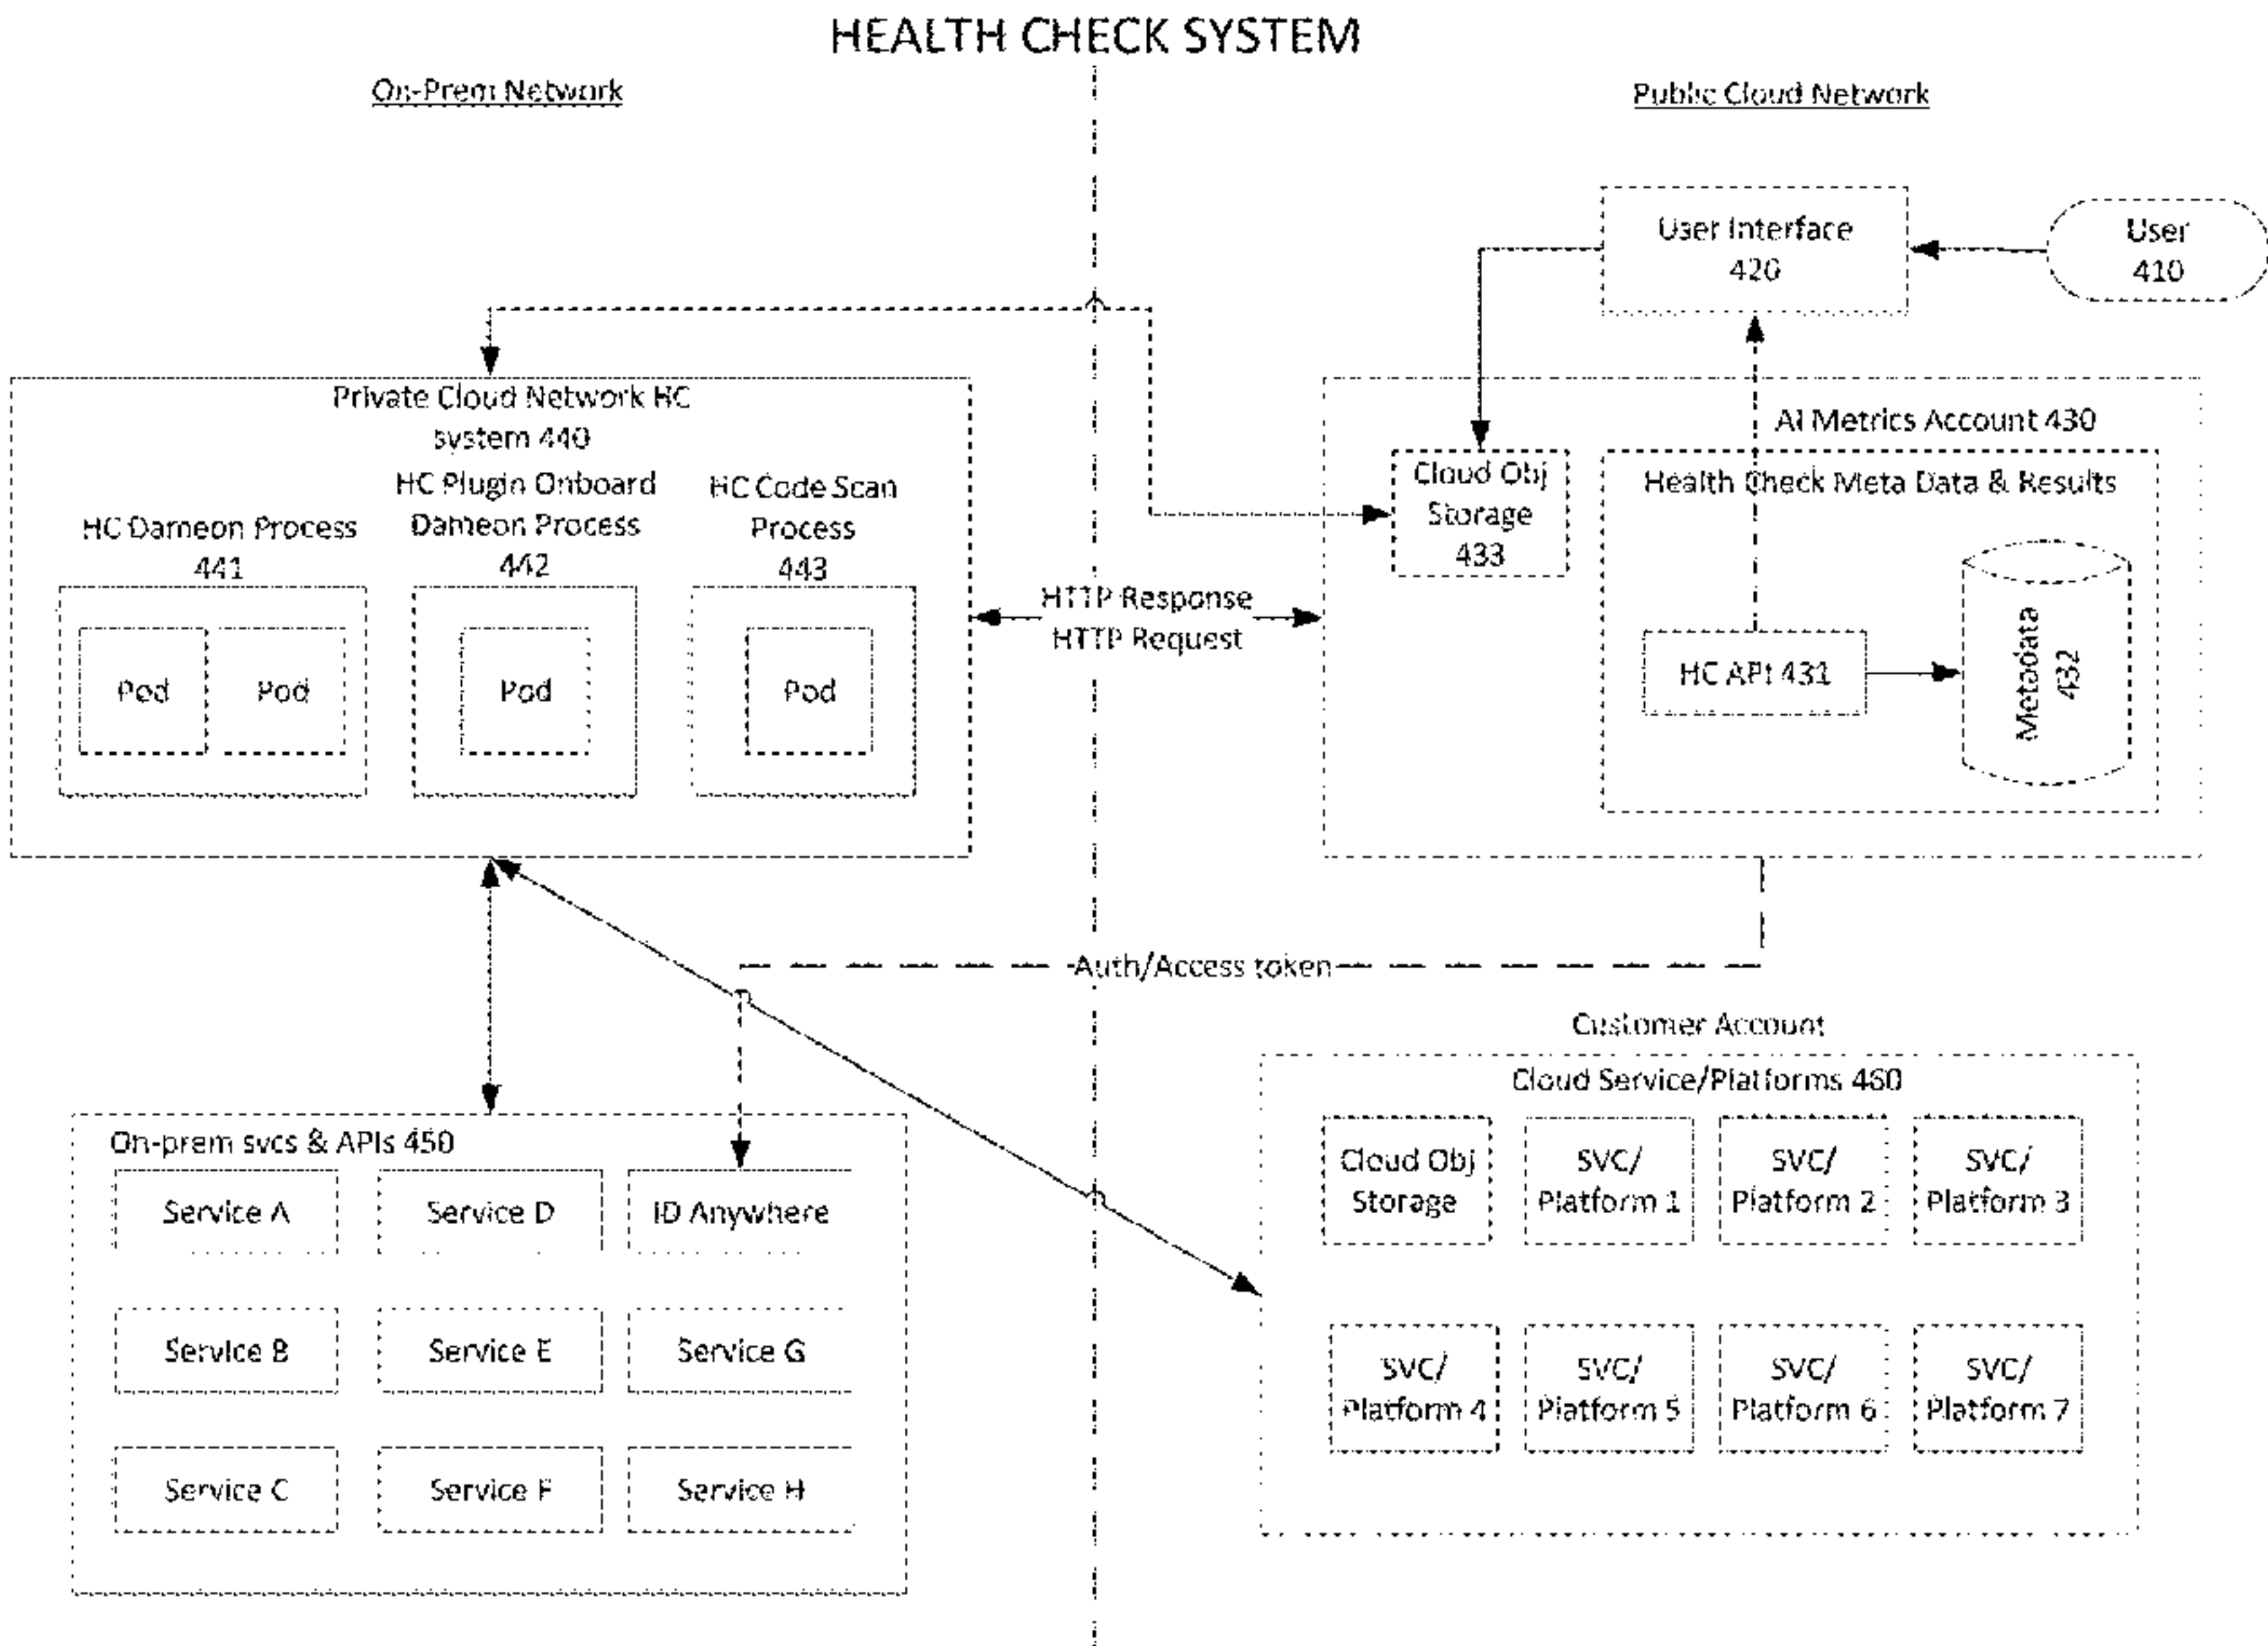 HEALTH CHECK SYSTEM
On-Prem Network
Public Cloud Network
User Interface
420
User
410
Private Cloud Network HC
system 440
HC Dameon Process
441
Pod
Pod
HC Plugin Onboard
Dameon Process
442
Pod
HC Code Scan
Process
443
Pod
HTTP Response
HTTP Request
AI Metrics Account 430
Cloud Obj
Storage
433
Health Check Meta Data & Results
HC API 431
Metadata
432
Auth/Access token
On-prem svcs & APIs 450
Service A
Service D
ID Anywhere
Service B
Service E
Service G
Service C
Service F
Service H
Customer Account
Cloud Service/Platforms 460
Cloud Obj
Storage
SVC/
Platform 1
SVC/
Platform 2
SVC/
Platform 3
SVC/
Platform 4
SVC/
Platform 5
SVC/
Platform 6
SVC/
Platform 7